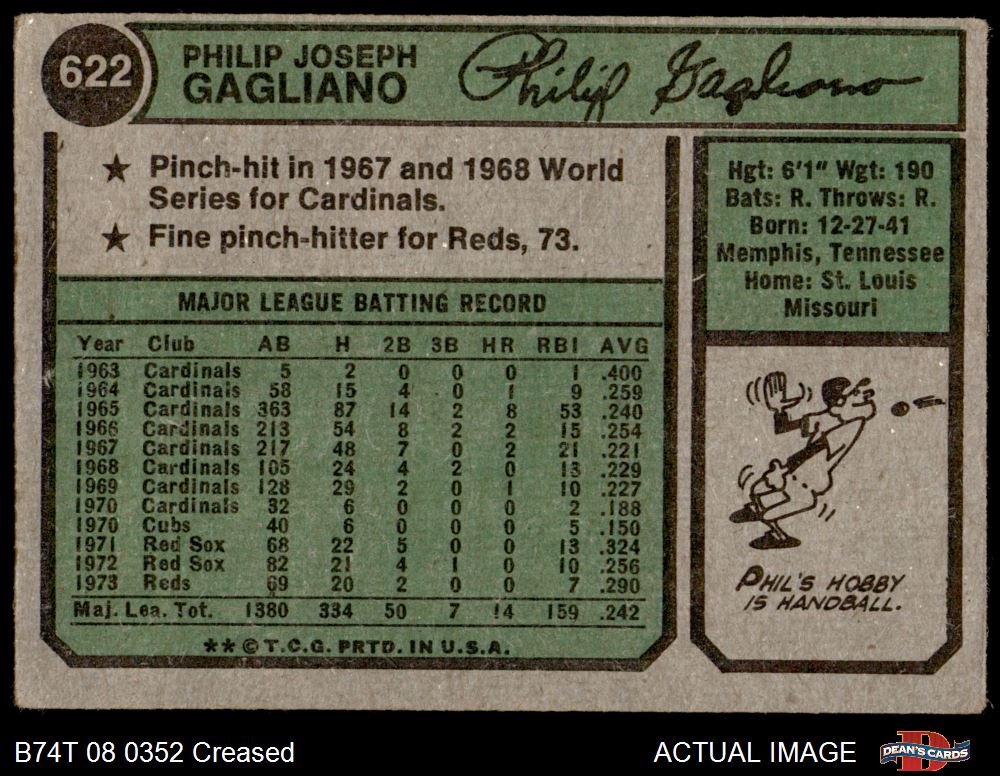 622
PHILIP JOSEPH
GAGLIANO
Philip Gagliano
★ Pinch-hit in 1967 and 1968 World
Series for Cardinals.
★ Fine pinch-hitter for Reds, 73.
MAJOR LEAGUE BATTING RECORD
Year Club AB H 2B 3B HR RBI AVG
1963 Cardinals 5 2 0 0 0 1 .400
1964 Cardinals 58 15 4 0 1 9 .259
1965 Cardinals 363 87 14 2 8 53 .240
1966 Cardinals 213 54 8 2 2 15 .254
1967 Cardinals 217 48 7 0 2 21 .221
1968 Cardinals 105 24 4 2 0 13 .229
1969 Cardinals 128 29 2 0 1 10 .227
1970 Cardinals 32 6 0 0 0 2 .188
1970 Cubs 40 6 0 0 0 5 .150
1971 Red Sox 68 22 5 0 0 13 .324
1972 Red Sox 82 21 4 1 0 10 .256
1973 Reds 69 20 2 0 0 7 .290
Maj. Lea. Tot. 1380 334 50 7 14 159 .242
**© T.C.G. PRTD. IN U.S.A.
Hgt: 6'1" Wgt: 190
Bats: R. Throws: R.
Born: 12-27-41
Memphis, Tennessee
Home: St. Louis
Missouri
PHIL'S HOBBY
IS HANDBALL.
B74T 08 0352 Creased
ACTUAL IMAGE
D
DEAN'S CARDS